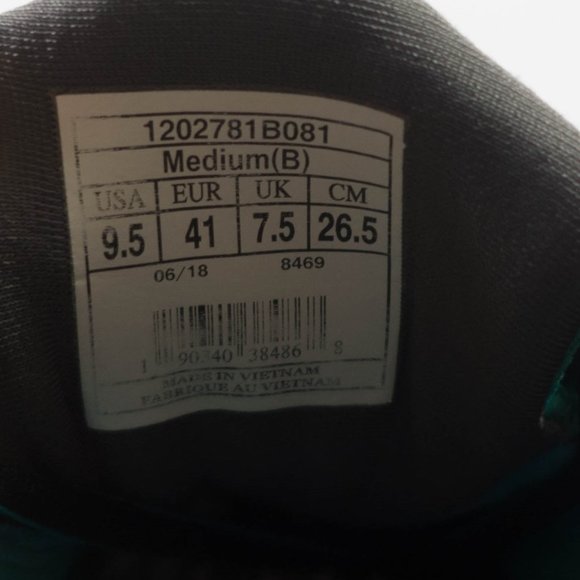 1202781B081
Medium(B)
USA EUR UK CM
9.5 41 7.5 26.5
06/18 8469
1 90340 38486 8
MADE IN VIETNAM
FABRIQUE AU VIETNAM